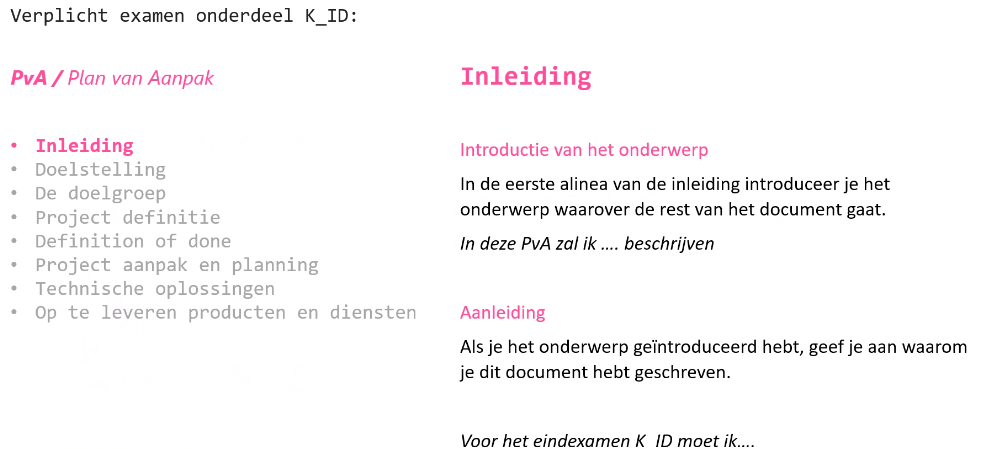 Verplicht examen onderdeel K_ID:
PvA / Plan van Aanpak
• Inleiding
• Doelstelling
• De doelgroep
• Project definitie
• Definition of done
• Project aanpak en planning
• Technische oplossingen
• Op te leveren producten en diensten
Inleiding
Introductie van het onderwerp
In de eerste alinea van de inleiding introduceer je het
onderwerp waarover de rest van het document gaat.
In deze PvA zal ik …. beschrijven
Aanleiding
Als je het onderwerp geïntroduceerd hebt, geef je aan waarom
je dit document hebt geschreven.
Voor het eindexamen K_ID moet ik….